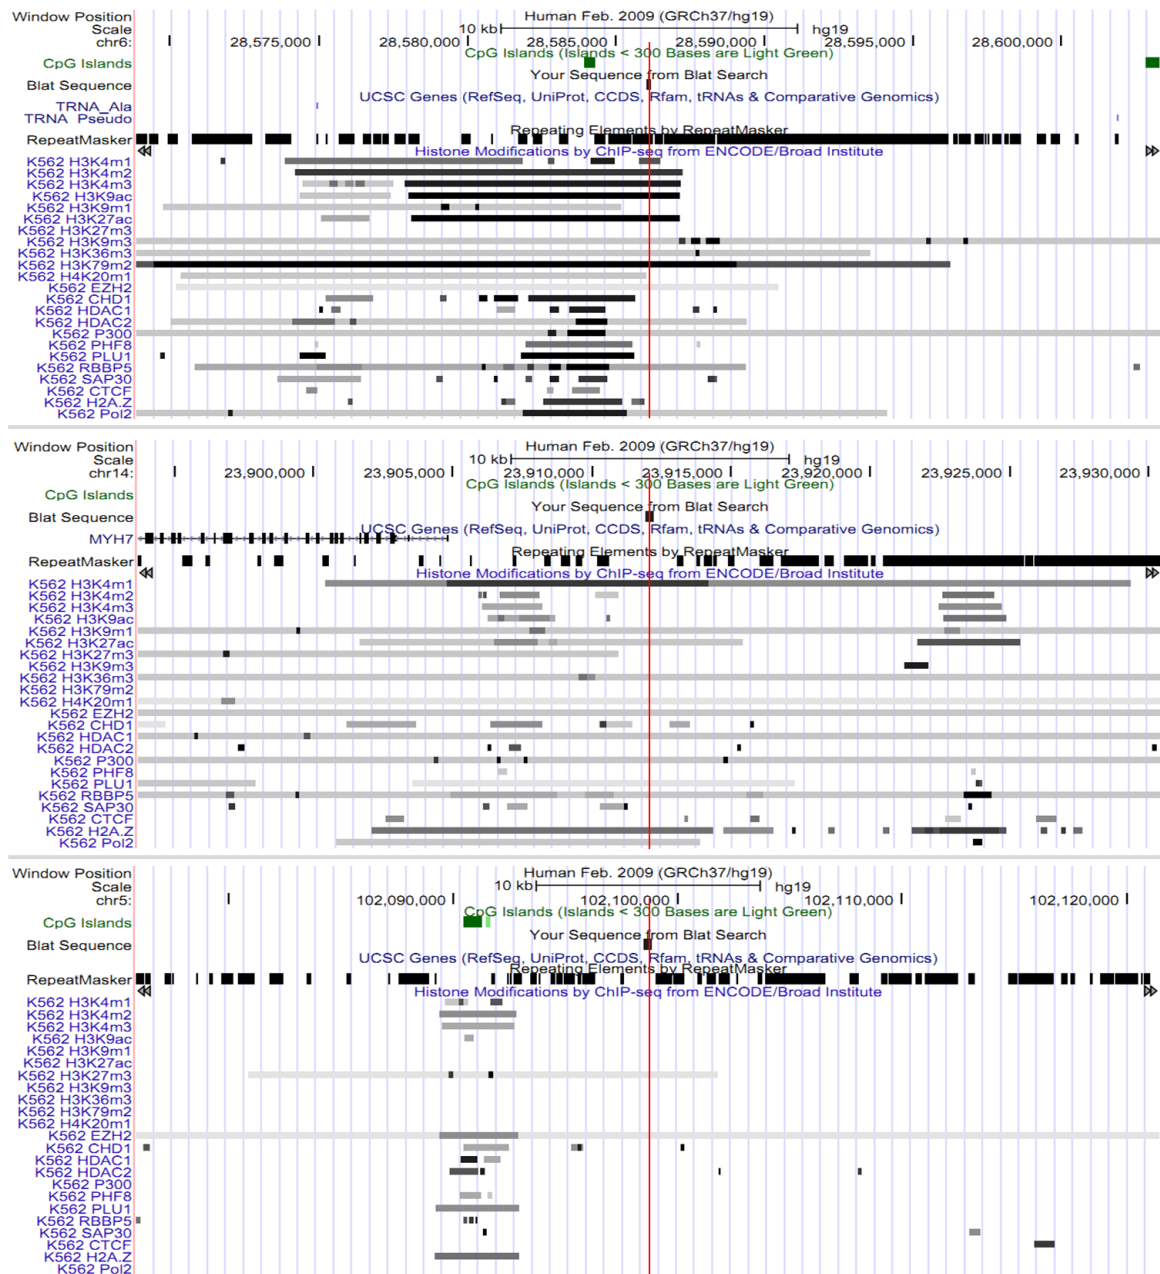 Window Position Human Feb. 2009 (GRCh37/hg19)
Scale 10 kb hg19
chr6: 28,575,000 28,580,000 28,585,000 28,590,000 28,595,000 28,600,000
CpG Islands (Islands < 300 Bases are Light Green)
CpG Islands
Your Sequence from Blat Search
Blat Sequence
UCSC Genes (RefSeq, UniProt, CCDS, Rfam, tRNAs & Comparative Genomics)
TRNA_Ala
TRNA_Pseudo
Repeating Elements by RepeatMasker
RepeatMasker
Histone Modifications by ChIP-seq from ENCODE/Broad Institute
K562 H3K4m1
K562 H3K4m2
K562 H3K4m3
K562 H3K9ac
K562 H3K9m1
K562 H3K27ac
K562 H3K27m3
K562 H3K9m3
K562 H3K36m3
K562 H3K79m2
K562 H4K20m1
K562 EZH2
K562 CHD1
K562 HDAC1
K562 HDAC2
K562 P300
K562 PHF8
K562 PLU1
K562 RBBP5
K562 SAP30
K562 CTCF
K562 H2A.Z
K562 Pol2
Window Position Human Feb. 2009 (GRCh37/hg19)
Scale 10 kb hg19
chr14: 23,900,000 23,905,000 23,910,000 23,915,000 23,920,000 23,925,000 23,930,000
CpG Islands (Islands < 300 Bases are Light Green)
CpG Islands
Your Sequence from Blat Search
Blat Sequence
UCSC Genes (RefSeq, UniProt, CCDS, Rfam, tRNAs & Comparative Genomics)
MYH7
Repeating Elements by RepeatMasker
RepeatMasker
Histone Modifications by ChIP-seq from ENCODE/Broad Institute
K562 H3K4m1
K562 H3K4m2
K562 H3K4m3
K562 H3K9ac
K562 H3K9m1
K562 H3K27ac
K562 H3K27m3
K562 H3K9m3
K562 H3K36m3
K562 H3K79m2
K562 H4K20m1
K562 EZH2
K562 CHD1
K562 HDAC1
K562 HDAC2
K562 P300
K562 PHF8
K562 PLU1
K562 RBBP5
K562 SAP30
K562 CTCF
K562 H2A.Z
K562 Pol2
Window Position Human Feb. 2009 (GRCh37/hg19)
Scale 10 kb hg19
chr5: 102,090,000 102,100,000 102,110,000 102,120,000
CpG Islands (Islands < 300 Bases are Light Green)
CpG Islands
Your Sequence from Blat Search
Blat Sequence
UCSC Genes (RefSeq, UniProt, CCDS, Rfam, tRNAs & Comparative Genomics)
Repeating Elements by RepeatMasker
RepeatMasker
Histone Modifications by ChIP-seq from ENCODE/Broad Institute
K562 H3K4m1
K562 H3K4m2
K562 H3K4m3
K562 H3K9ac
K562 H3K9m1
K562 H3K27ac
K562 H3K27m3
K562 H3K9m3
K562 H3K36m3
K562 H3K79m2
K562 H4K20m1
K562 EZH2
K562 CHD1
K562 HDAC1
K562 HDAC2
K562 P300
K562 PHF8
K562 PLU1
K562 RBBP5
K562 SAP30
K562 CTCF
K562 H2A.Z
K562 Pol2